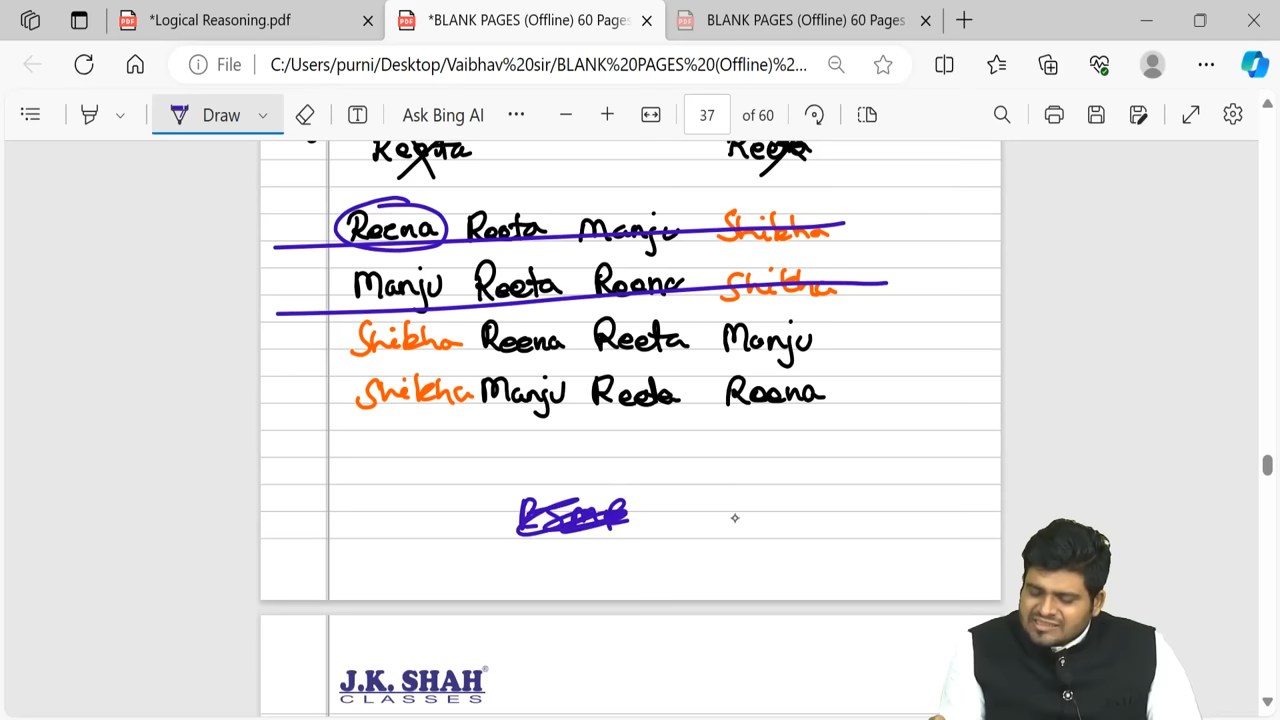 *Logical Reasoning.pdf
*BLANK PAGES (Offline) 60 Pages
BLANK PAGES (Offline) 60 Pages
File
C:/Users/purni/Desktop/Vaibhav%20sir/BLANK%20PAGES%20(Offline)%2...
Draw
Ask Bing AI
37 of 60
Reeta
Reena Reeta Manju Shikha
Manju Reeta Reena Shikha
Shikha Reena Reeta Manju
Shikha Manju Reeta Reena
J.K. SHAH®
CLASSES